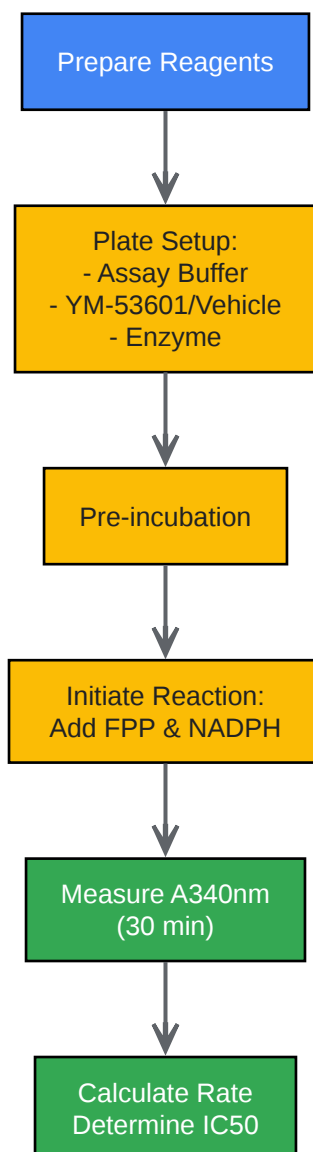 Prepare Reagents
Plate Setup:
- Assay Buffer
- YM-53601/Vehicle
- Enzyme
Pre-incubation
Initiate Reaction:
Add FPP & NADPH
Measure A340nm
(30 min)
Calculate Rate
Determine IC50